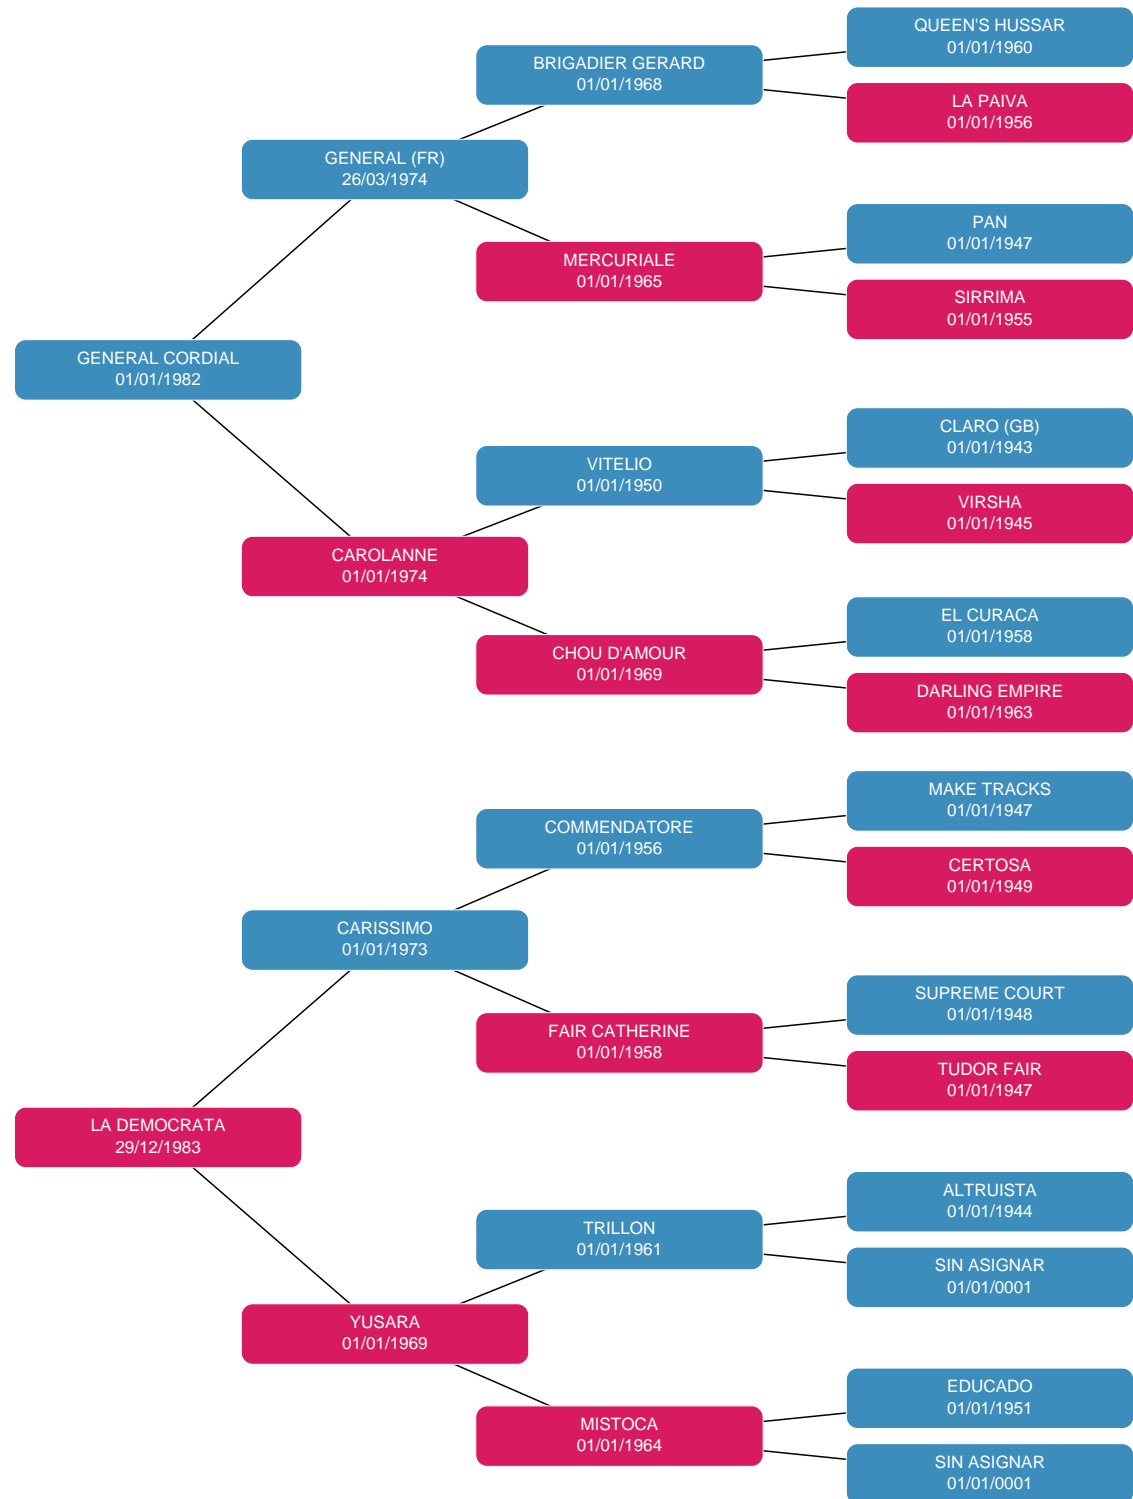 QUEEN'S HUSSAR
01/01/1960
BRIGADIER GERARD
01/01/1968
LA PAIVA
01/01/1956
GENERAL (FR)
26/03/1974
PAN
01/01/1947
MERCURIALE
01/01/1965
SIRRIMA
01/01/1955
GENERAL CORDIAL
01/01/1982
CLARO (GB)
01/01/1943
VITELIO
01/01/1950
VIRSHA
01/01/1945
CAROLANNE
01/01/1974
EL CURACA
01/01/1958
CHOU D'AMOUR
01/01/1969
DARLING EMPIRE
01/01/1963
MAKE TRACKS
01/01/1947
COMMENDATORE
01/01/1956
CERTOSA
01/01/1949
CARISSIMO
01/01/1973
SUPREME COURT
01/01/1948
FAIR CATHERINE
01/01/1958
TUDOR FAIR
01/01/1947
LA DEMOCRATA
29/12/1983
ALTRUISTA
01/01/1944
TRILLON
01/01/1961
SIN ASIGNAR
01/01/0001
YUSARA
01/01/1969
EDUCADO
01/01/1951
MISTOCA
01/01/1964
SIN ASIGNAR
01/01/0001